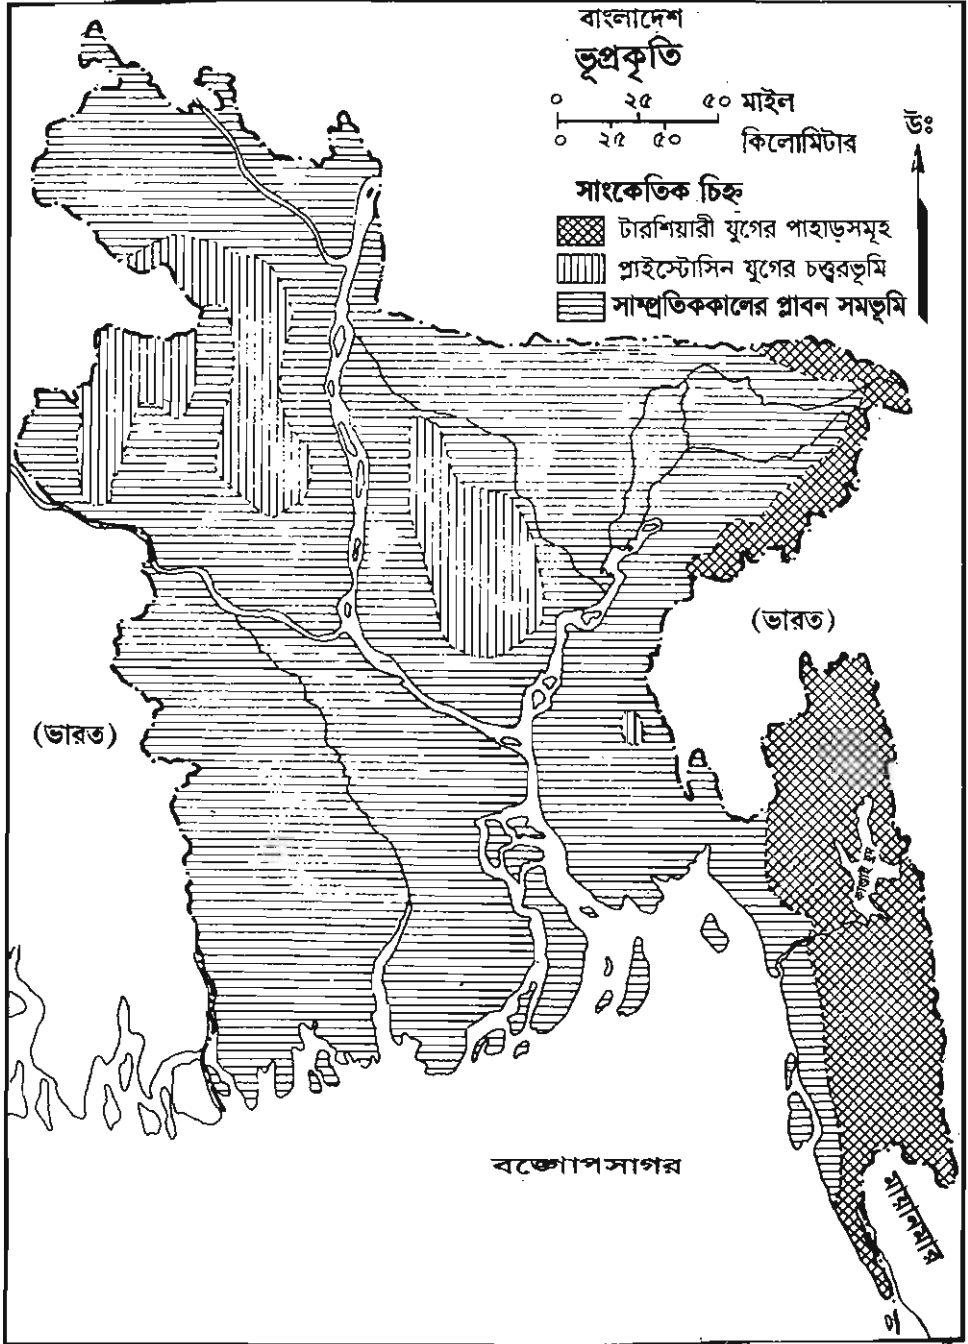 বাংলাদেশ
ভূপ্রকৃতি
০ ২৫ ৫০ মাইল
০ ২৫ ৫০ কিলোমিটার
উঃ
সাংকেতিক চিহ্ন
টারশিয়ারী যুগের পাহাড়সমূহ
প্লাইস্টোসিন যুগের চত্বরভূমি
সাম্প্রতিককালের প্লাবন সমভূমি
(ভারত)
(ভারত)
কাপ্তাই হ্রদ
বঙ্গোপসাগর
মায়ানমার